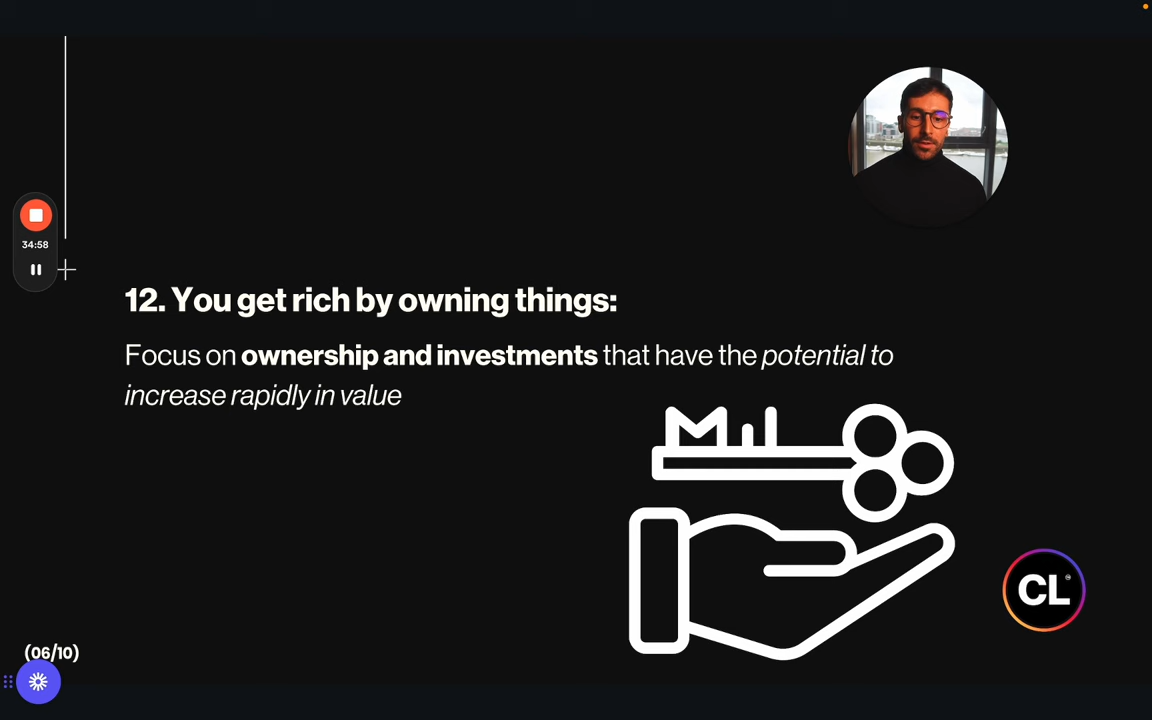 34:58
12. You get rich by owning things:
Focus on ownership and investments that have the potential to
increase rapidly in value
CL
(06/10)